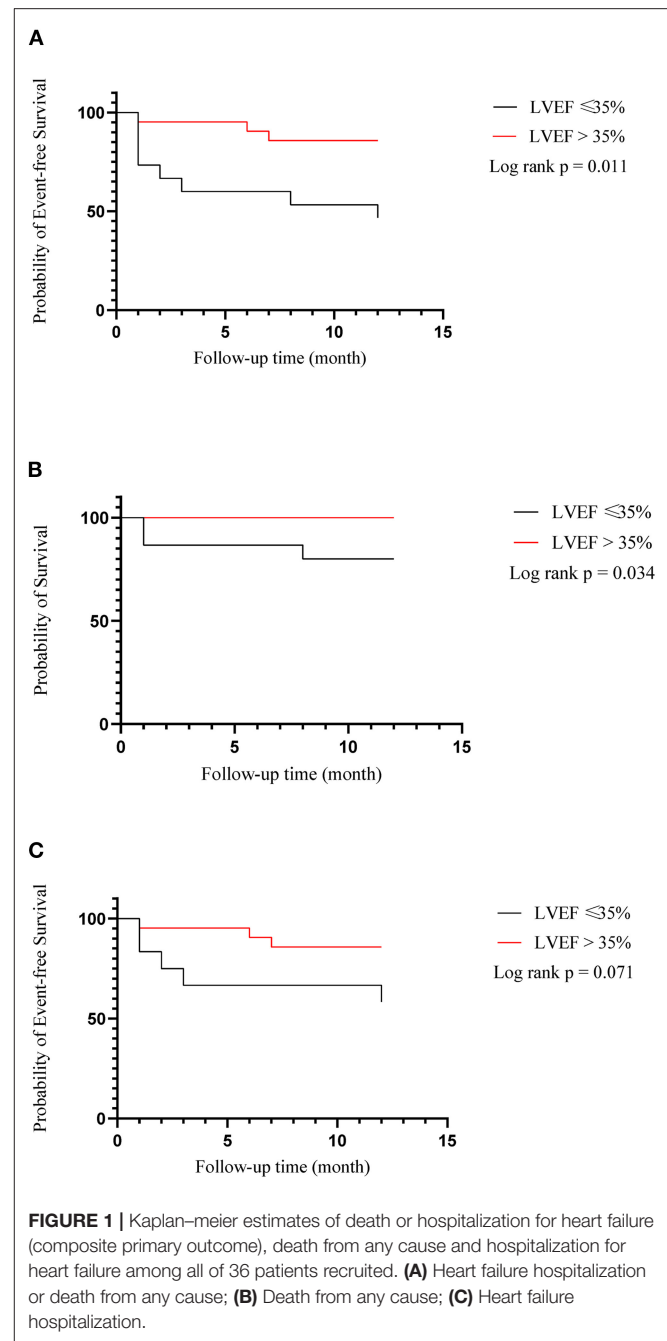 A
Probability of Event-free Survival
100
50
0
0 5 10 15
Follow-up time (month)
LVEF ⩽35%
LVEF > 35%
Log rank p = 0.011
B
Probability of Survival
100
50
0
0 5 10 15
Follow-up time (month)
LVEF ⩽35%
LVEF > 35%
Log rank p = 0.034
C
Probability of Event-free Survival
100
50
0
0 5 10 15
Follow-up time (month)
LVEF ⩽35%
LVEF > 35%
Log rank p = 0.071
FIGURE 1 | Kaplan–meier estimates of death or hospitalization for heart failure
(composite primary outcome), death from any cause and hospitalization for
heart failure among all of 36 patients recruited. (A) Heart failure hospitalization
or death from any cause; (B) Death from any cause; (C) Heart failure
hospitalization.